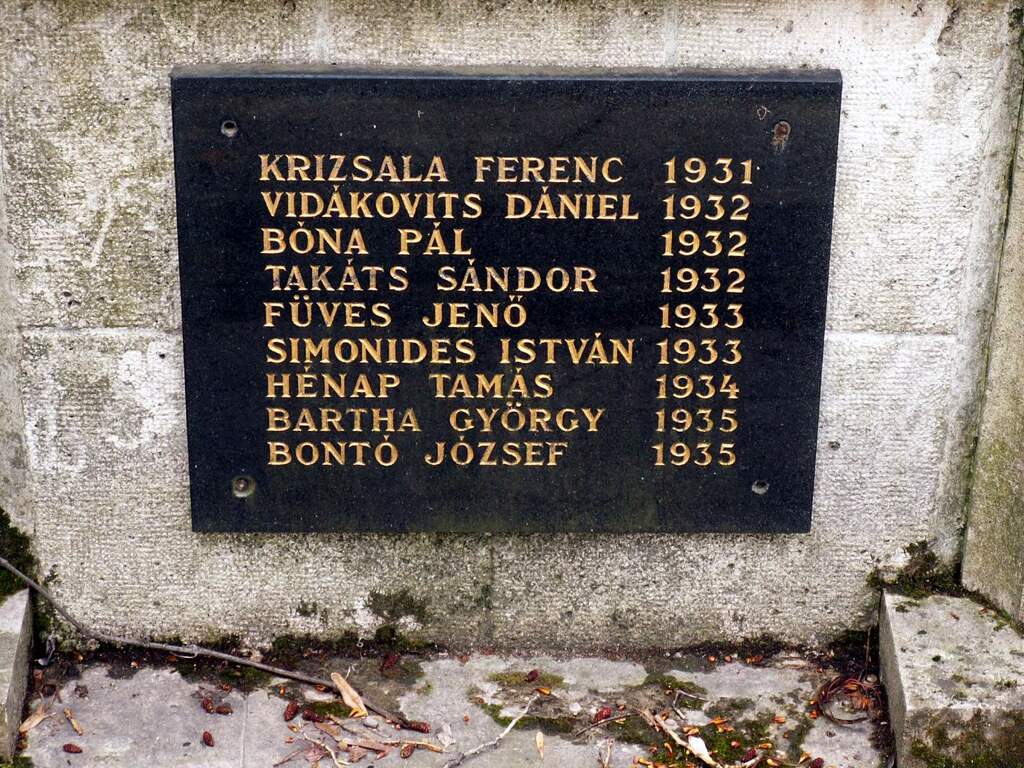 KRIZSALA FERENC 1931
VIDÁKOVITS DÁNIEL 1932
BÓNA PÁL 1932
TAKÁTS SÁNDOR 1932
FÜVES JENŐ 1933
SIMONIDES ISTVÁN 1933
HÉNAP TAMÁS 1934
BARTHA GYÖRGY 1935
BONTÓ JÓZSEF 1935